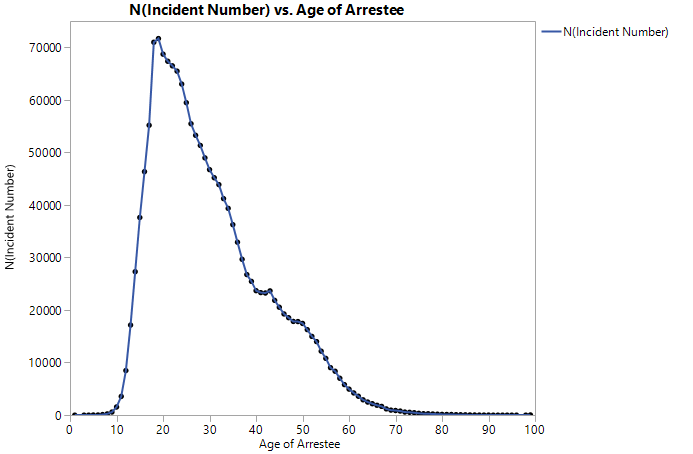 N(Incident Number) vs. Age of Arrestee
N(Incident Number)
70000
60000
50000
40000
30000
20000
10000
0
N(Incident Number)
0 10 20 30 40 50 60 70 80 90 100
Age of Arrestee